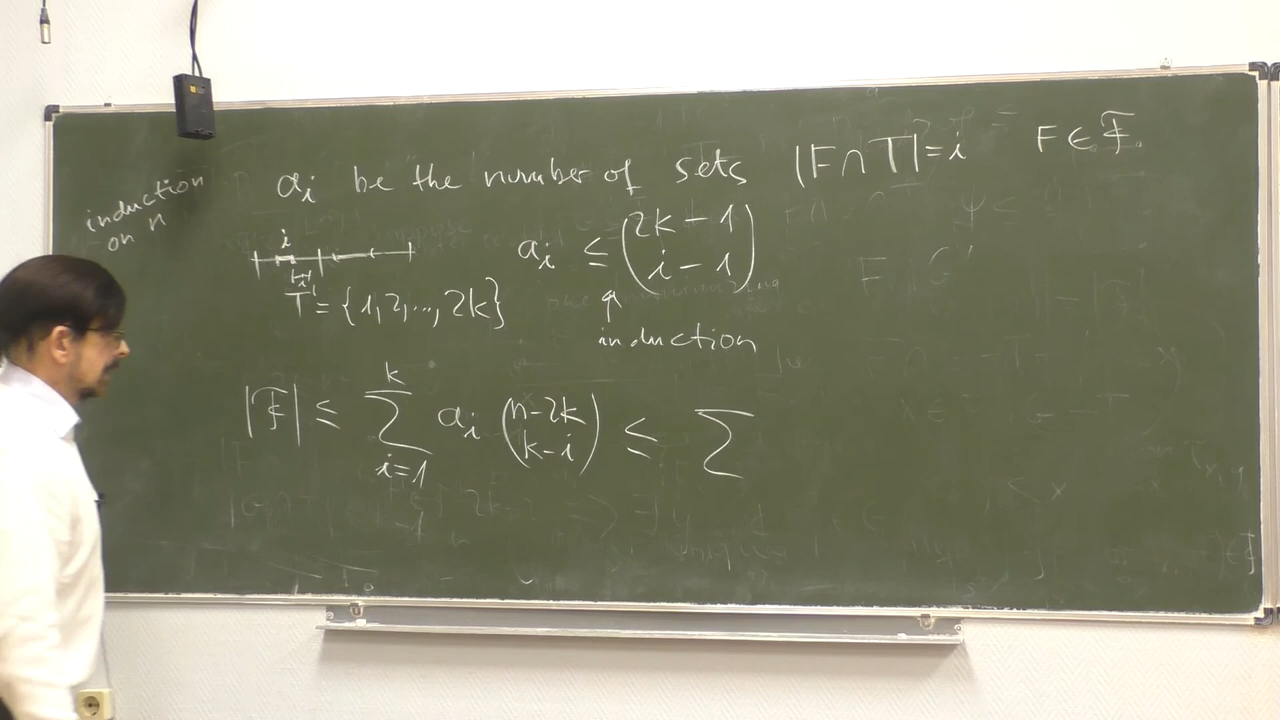 induction
on n
a_i be the number of sets |F∩T|=i F∈ℱ.
i
a_i ≤ (2k-1 choose i-1)
T={1,2,...,2k}
induction
|ℱ| ≤ ∑_{i=1}^{k} a_i (n-2k choose k-i) ≤ ∑